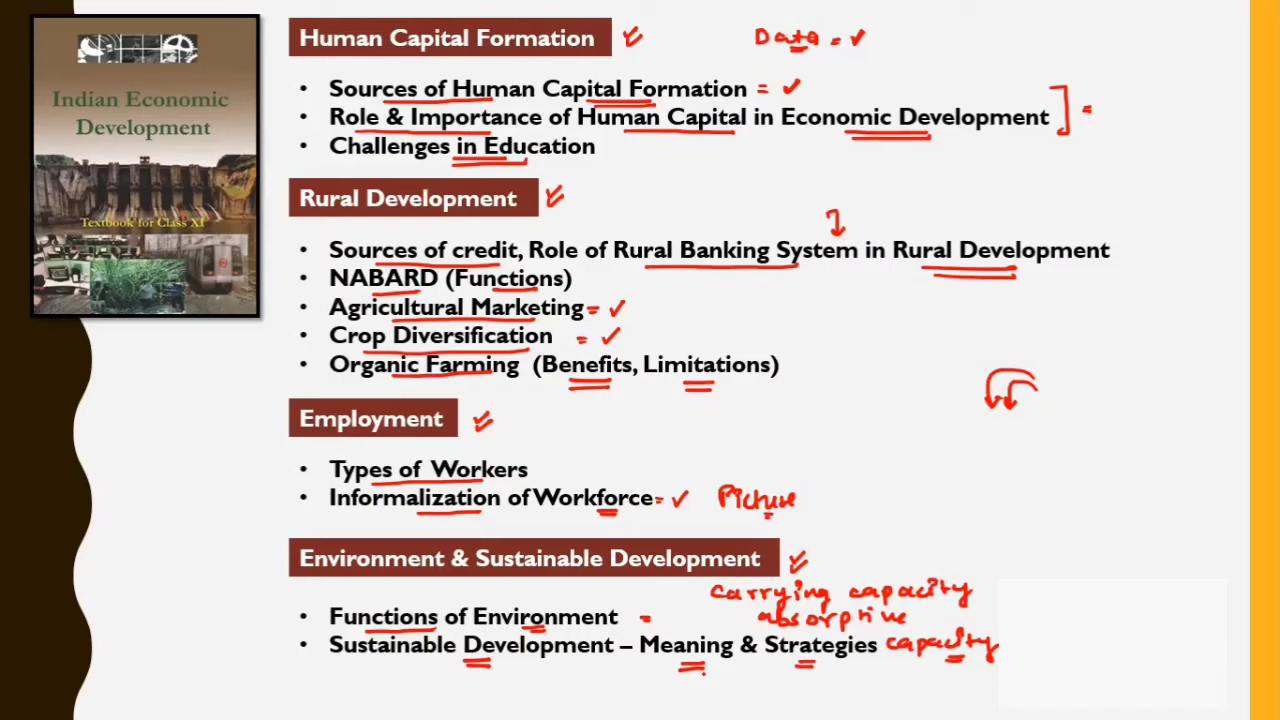 Indian Economic
Development
Textbook for Class XI
Human Capital Formation
Data = ✓
• Sources of Human Capital Formation = ✓
• Role & Importance of Human Capital in Economic Development ] =
• Challenges in Education
Rural Development
• Sources of credit, Role of Rural Banking System in Rural Development
• NABARD (Functions)
• Agricultural Marketing = ✓
• Crop Diversification = ✓
• Organic Farming (Benefits, Limitations)
Employment
• Types of Workers
• Informalization of Workforce = ✓ Picture
Environment & Sustainable Development
carrying capacity
• Functions of Environment = absorptive
• Sustainable Development – Meaning & Strategies capacity